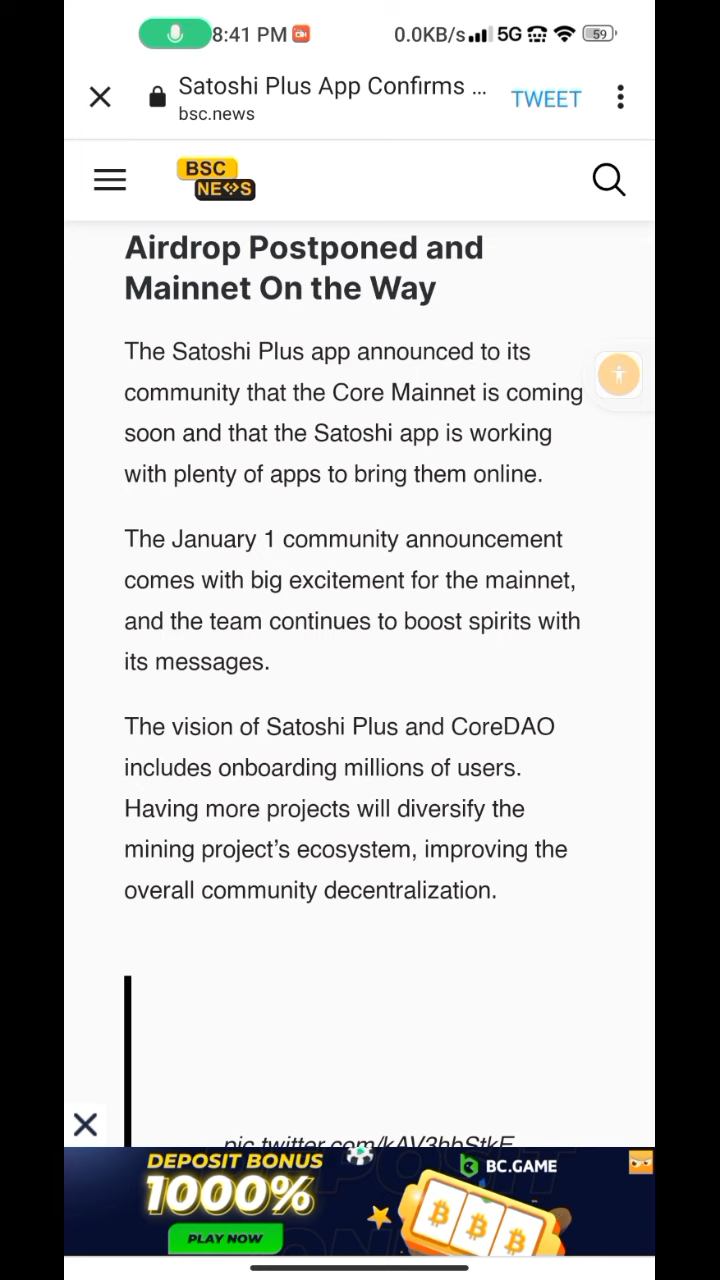 8:41 PM 0.0KB/s 5G 59
Satoshi Plus App Confirms ...
bsc.news
TWEET
BSC
NEWS
Airdrop Postponed and
Mainnet On the Way
The Satoshi Plus app announced to its
community that the Core Mainnet is coming
soon and that the Satoshi app is working
with plenty of apps to bring them online.
The January 1 community announcement
comes with big excitement for the mainnet,
and the team continues to boost spirits with
its messages.
The vision of Satoshi Plus and CoreDAO
includes onboarding millions of users.
Having more projects will diversify the
mining project’s ecosystem, improving the
overall community decentralization.
pic.twitter.com/kAV3hbStkE
DEPOSIT BONUS
1000%
PLAY NOW
BC.GAME